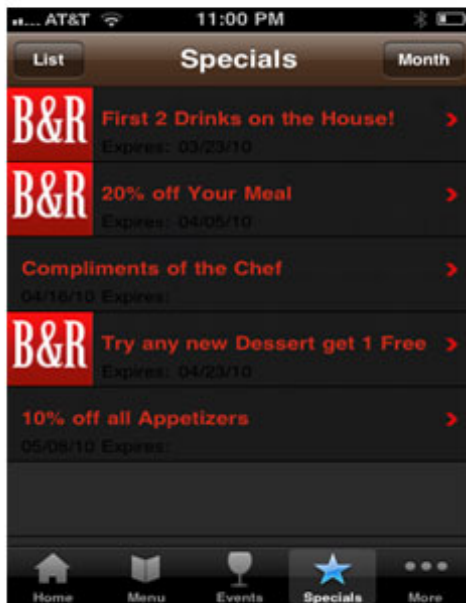 AT&T 11:00 PM
List Specials Month
B&R First 2 Drinks on the House!
Expires: 03/23/10
B&R 20% off Your Meal
Expires: 04/05/10
Compliments of the Chef
04/16/10 Expires:
B&R Try any new Dessert get 1 Free
Expires: 04/23/10
10% off all Appetizers
05/08/10 Expires:
Home Menu Events Specials More